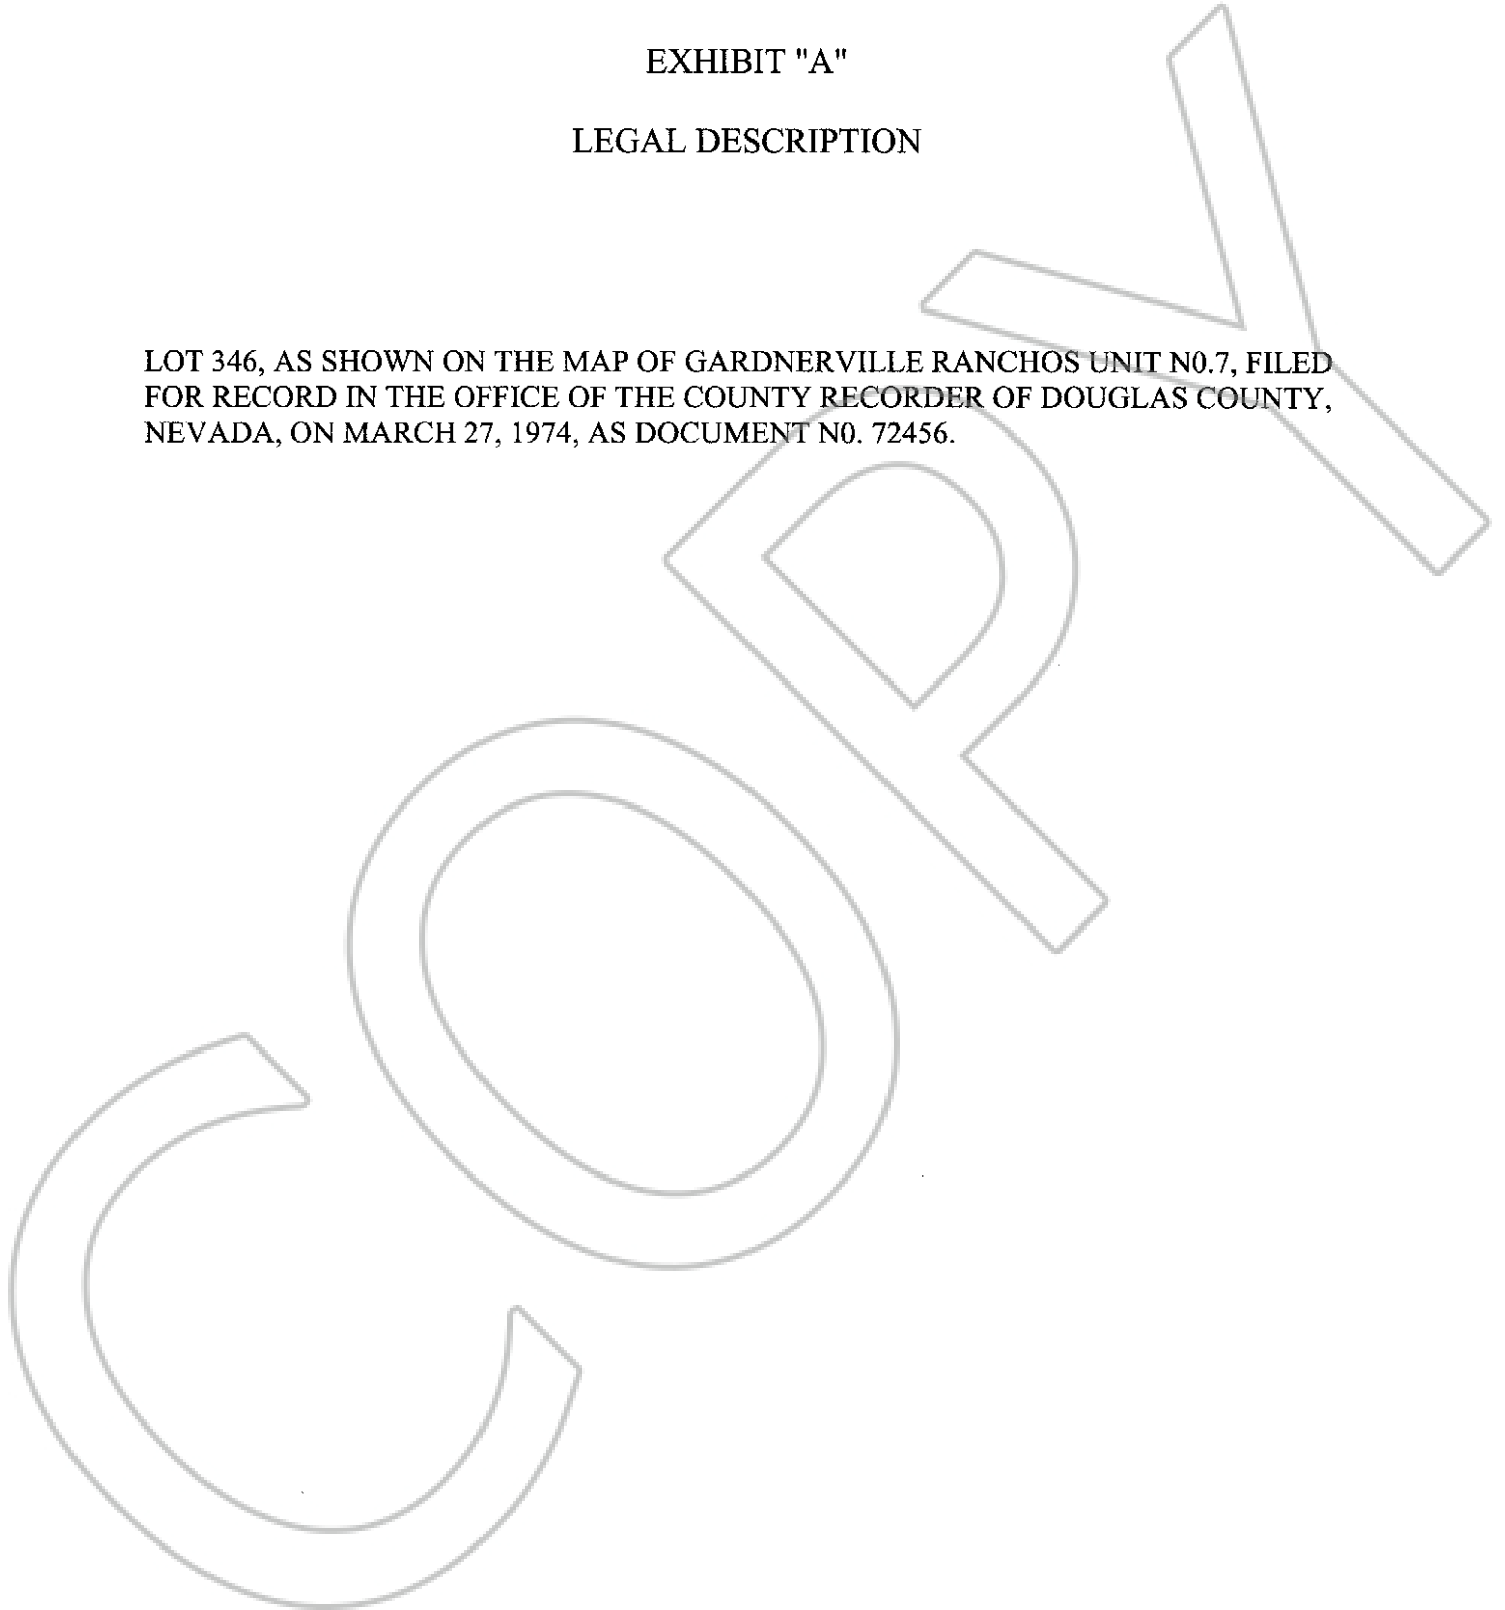 EXHIBIT "A"
LEGAL DESCRIPTION
LOT 346, AS SHOWN ON THE MAP OF GARDNERVILLE RANCHOS UNIT N0.7, FILED
FOR RECORD IN THE OFFICE OF THE COUNTY RECORDER OF DOUGLAS COUNTY,
NEVADA, ON MARCH 27, 1974, AS DOCUMENT N0. 72456.
COPY